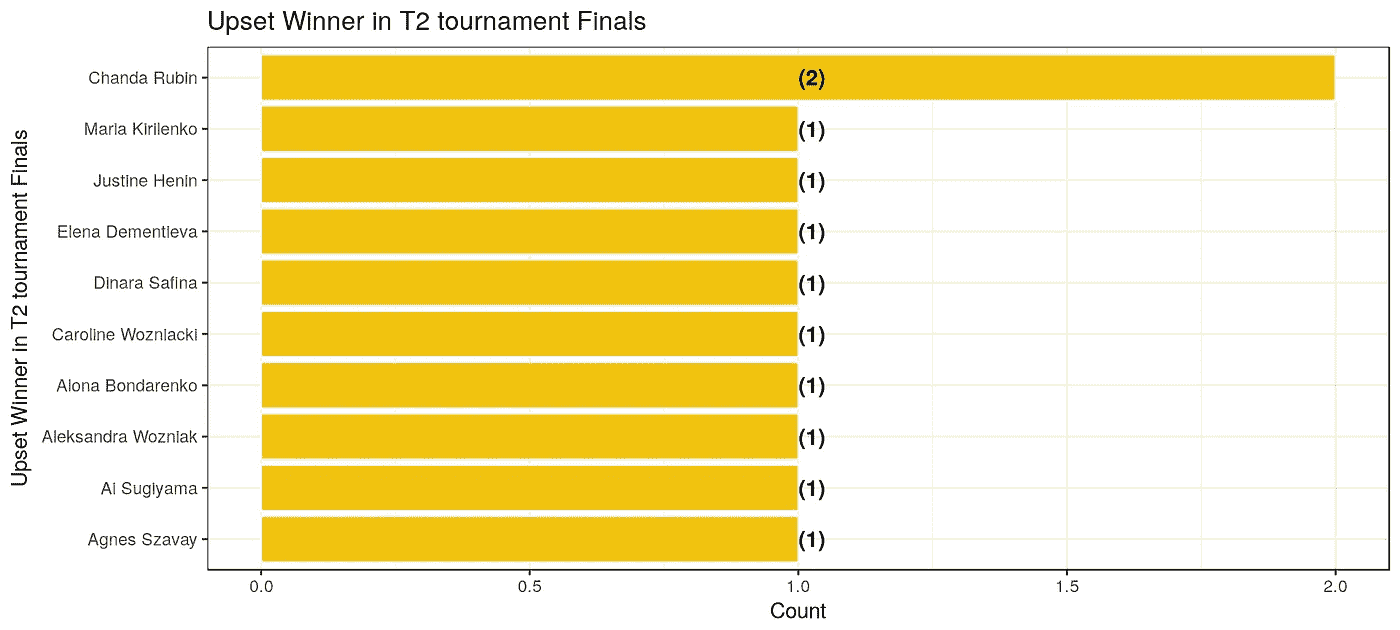 Upset Winner in T2 tournament Finals
Upset Winner in T2 tournament Finals
Chanda Rubin (2)
Maria Kirilenko (1)
Justine Henin (1)
Elena Dementieva (1)
Dinara Safina (1)
Caroline Wozniacki (1)
Alona Bondarenko (1)
Aleksandra Wozniak (1)
Ai Sugiyama (1)
Agnes Szavay (1)
0.0 0.5 1.0 1.5 2.0
Count